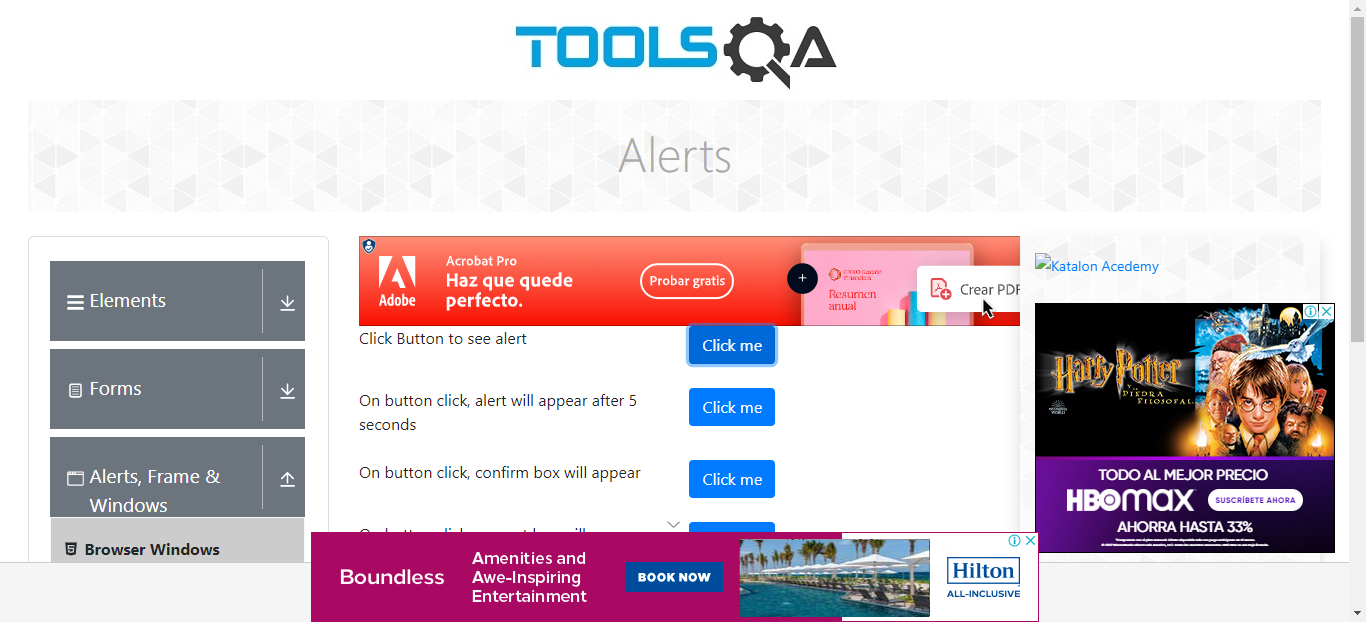 TOOLSQA
Alerts
Elements
Forms
Alerts, Frame &
Windows
Browser Windows
Adobe
Acrobat Pro
Haz que quede
perfecto.
Probar gratis
+
Resumen
anual
Crear PDF
Click Button to see alert
Click me
On button click, alert will appear after 5
seconds
Click me
On button click, confirm box will appear
Click me
Katalon Acedemy
Harry Potter
PIEDRA
FILOSOFAL
TODO AL MEJOR PRECIO
HBOMAX
SUSCRÍBETE AHORA
AHORRA HASTA 33%
Boundless
Amenities and
Awe-Inspiring
Entertainment
BOOK NOW
Hilton
ALL-INCLUSIVE